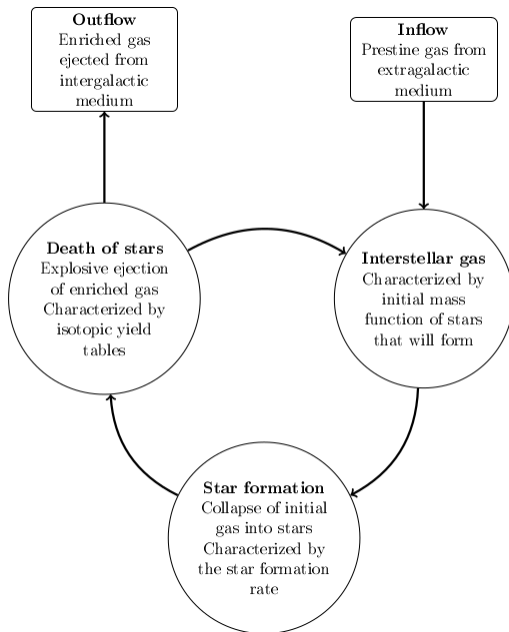 Outflow
Enriched gas
ejected from
intergalactic
medium
Inflow
Prestine gas from
extragalactic
medium
Death of stars
Explosive ejection
of enriched gas
Characterized by
isotopic yield
tables
Interstellar gas
Characterized by
initial mass
function of stars
that will form
Star formation
Collapse of initial
gas into stars
Characterized by
the star formation
rate